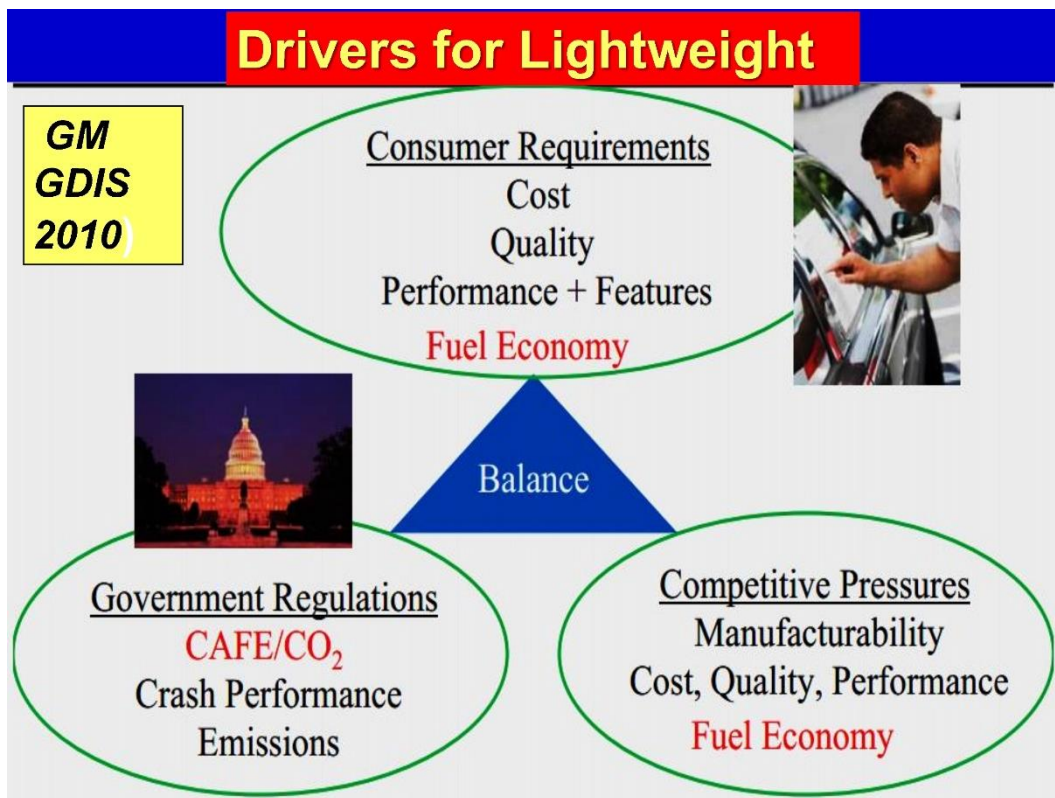 Drivers for Lightweight
GM
GDIS
2010)
Consumer Requirements
Cost
Quality
Performance + Features
Fuel Economy
Balance
Government Regulations
CAFE/CO₂
Crash Performance
Emissions
Competitive Pressures
Manufacturability
Cost, Quality, Performance
Fuel Economy